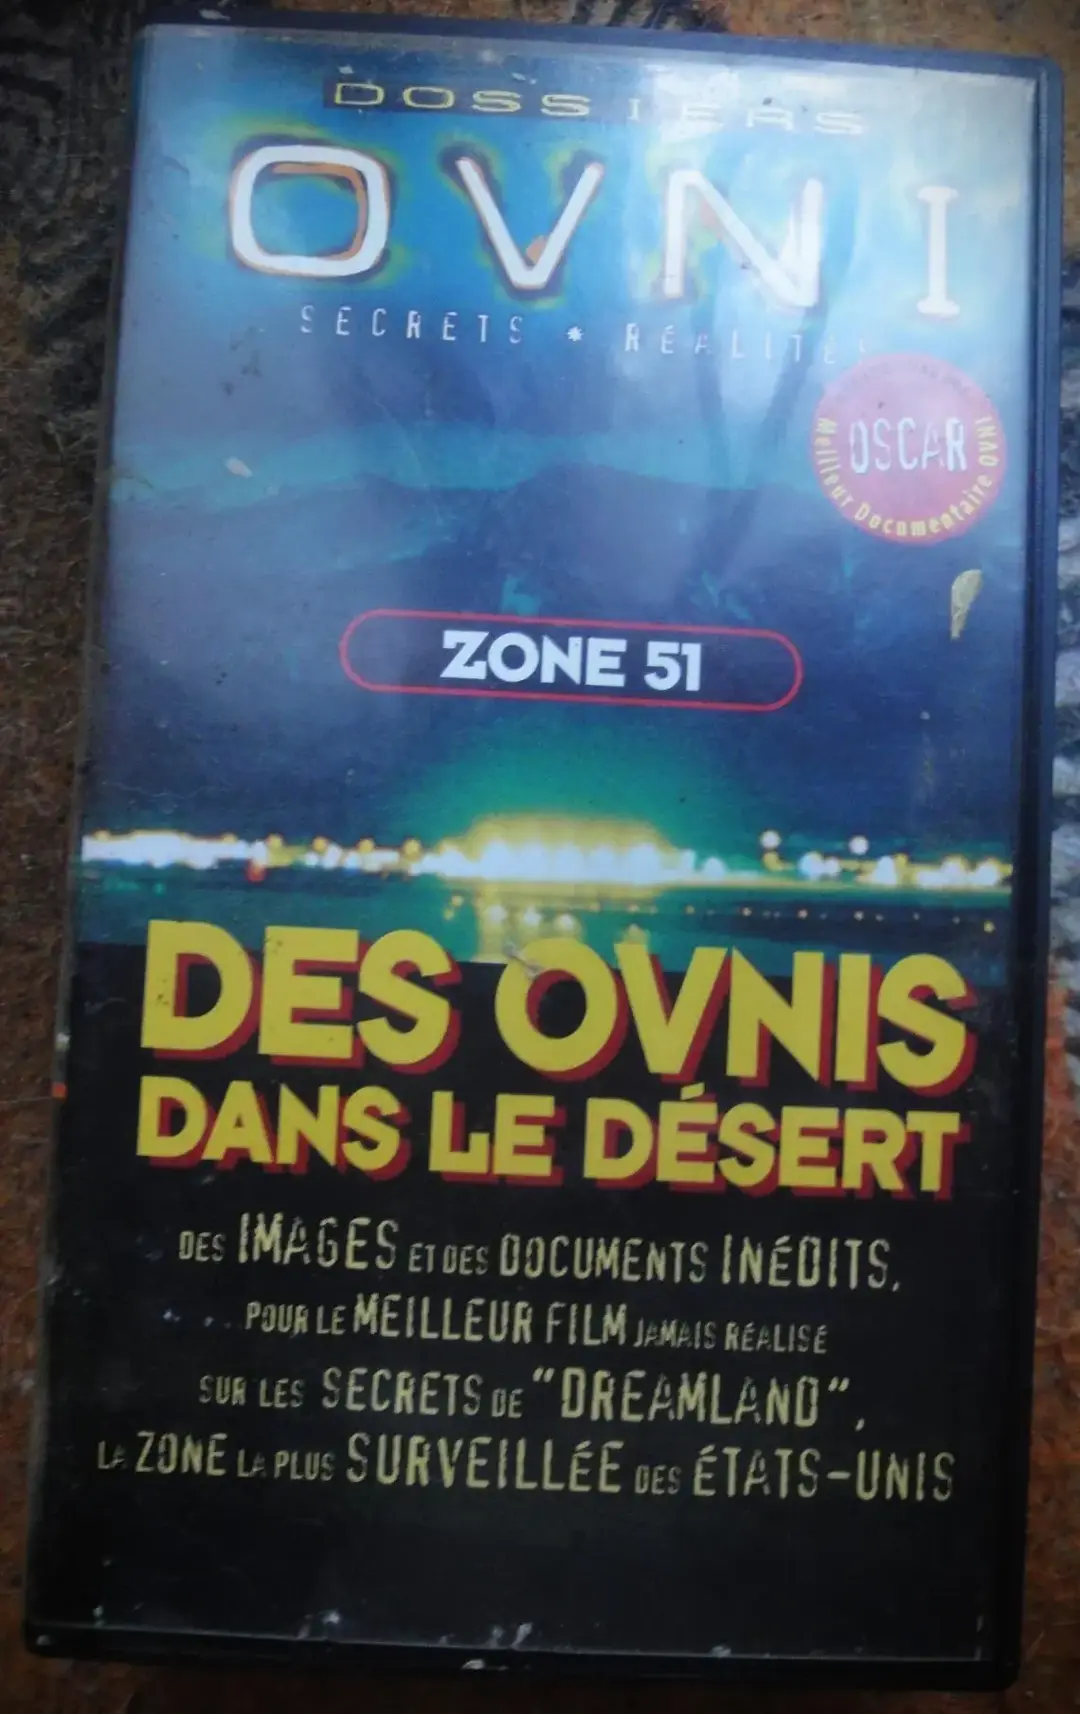 DOSSIERS
OVNI
SECRETS * RÉALITÉS
OSCAR
Meilleur Documentaire OVNI
ZONE 51
DES OVNIS
DANS LE DÉSERT
DES IMAGES ET DES DOCUMENTS INÉDITS,
POUR LE MEILLEUR FILM JAMAIS RÉALISÉ
SUR LES SECRETS DE "DREAMLAND",
LA ZONE LA PLUS SURVEILLÉE DES ÉTATS-UNIS